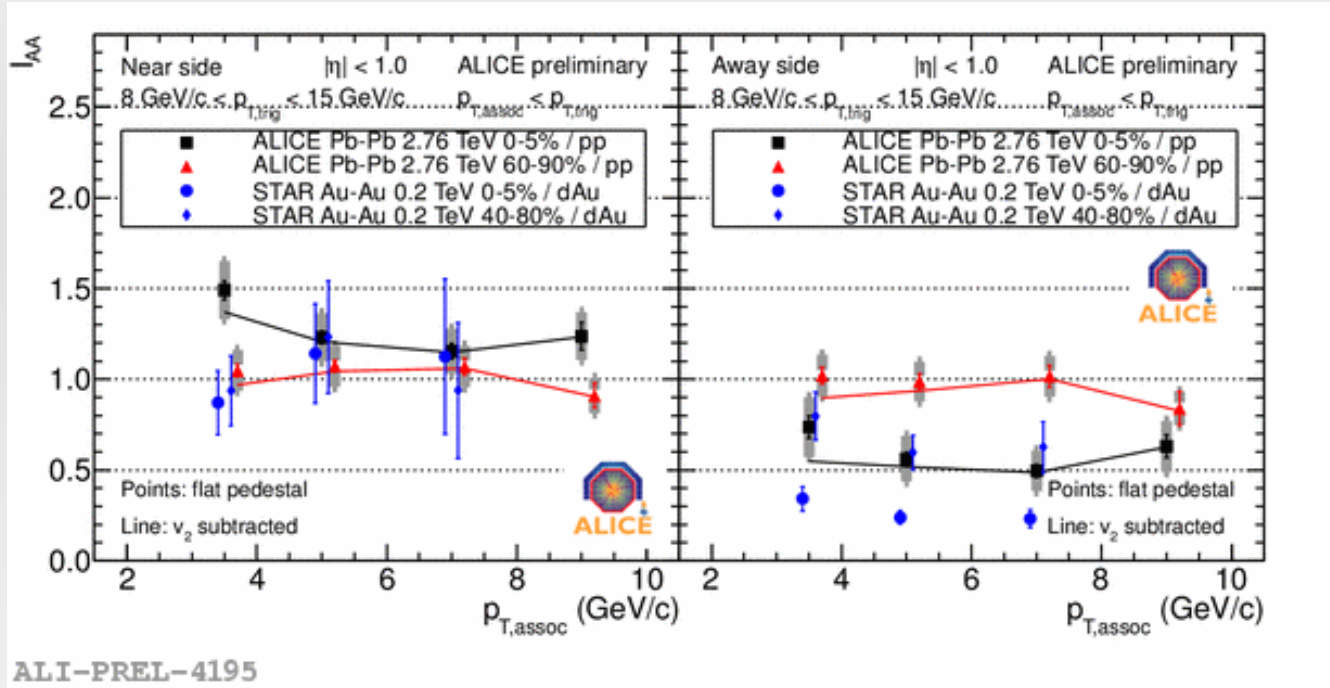 I_AA
Near side |η| < 1.0 ALICE preliminary
8 GeV/c < p_T,trig < 15 GeV/c p_T,assoc < p_T,trig
ALICE Pb-Pb 2.76 TeV 0-5% / pp
ALICE Pb-Pb 2.76 TeV 60-90% / pp
STAR Au-Au 0.2 TeV 0-5% / dAu
STAR Au-Au 0.2 TeV 40-80% / dAu
2.5
2.0
1.5
1.0
0.5
0.0
Points: flat pedestal
Line: v₂ subtracted
ALICE
2 4 6 8 10
p_T,assoc (GeV/c)
Away side |η| < 1.0 ALICE preliminary
8 GeV/c < p_T,trig < 15 GeV/c p_T,assoc < p_T,trig
ALICE Pb-Pb 2.76 TeV 0-5% / pp
ALICE Pb-Pb 2.76 TeV 60-90% / pp
STAR Au-Au 0.2 TeV 0-5% / dAu
STAR Au-Au 0.2 TeV 40-80% / dAu
ALICE
Points: flat pedestal
Line: v₂ subtracted
2 4 6 8 10
p_T,assoc (GeV/c)
ALI-PREL-4195